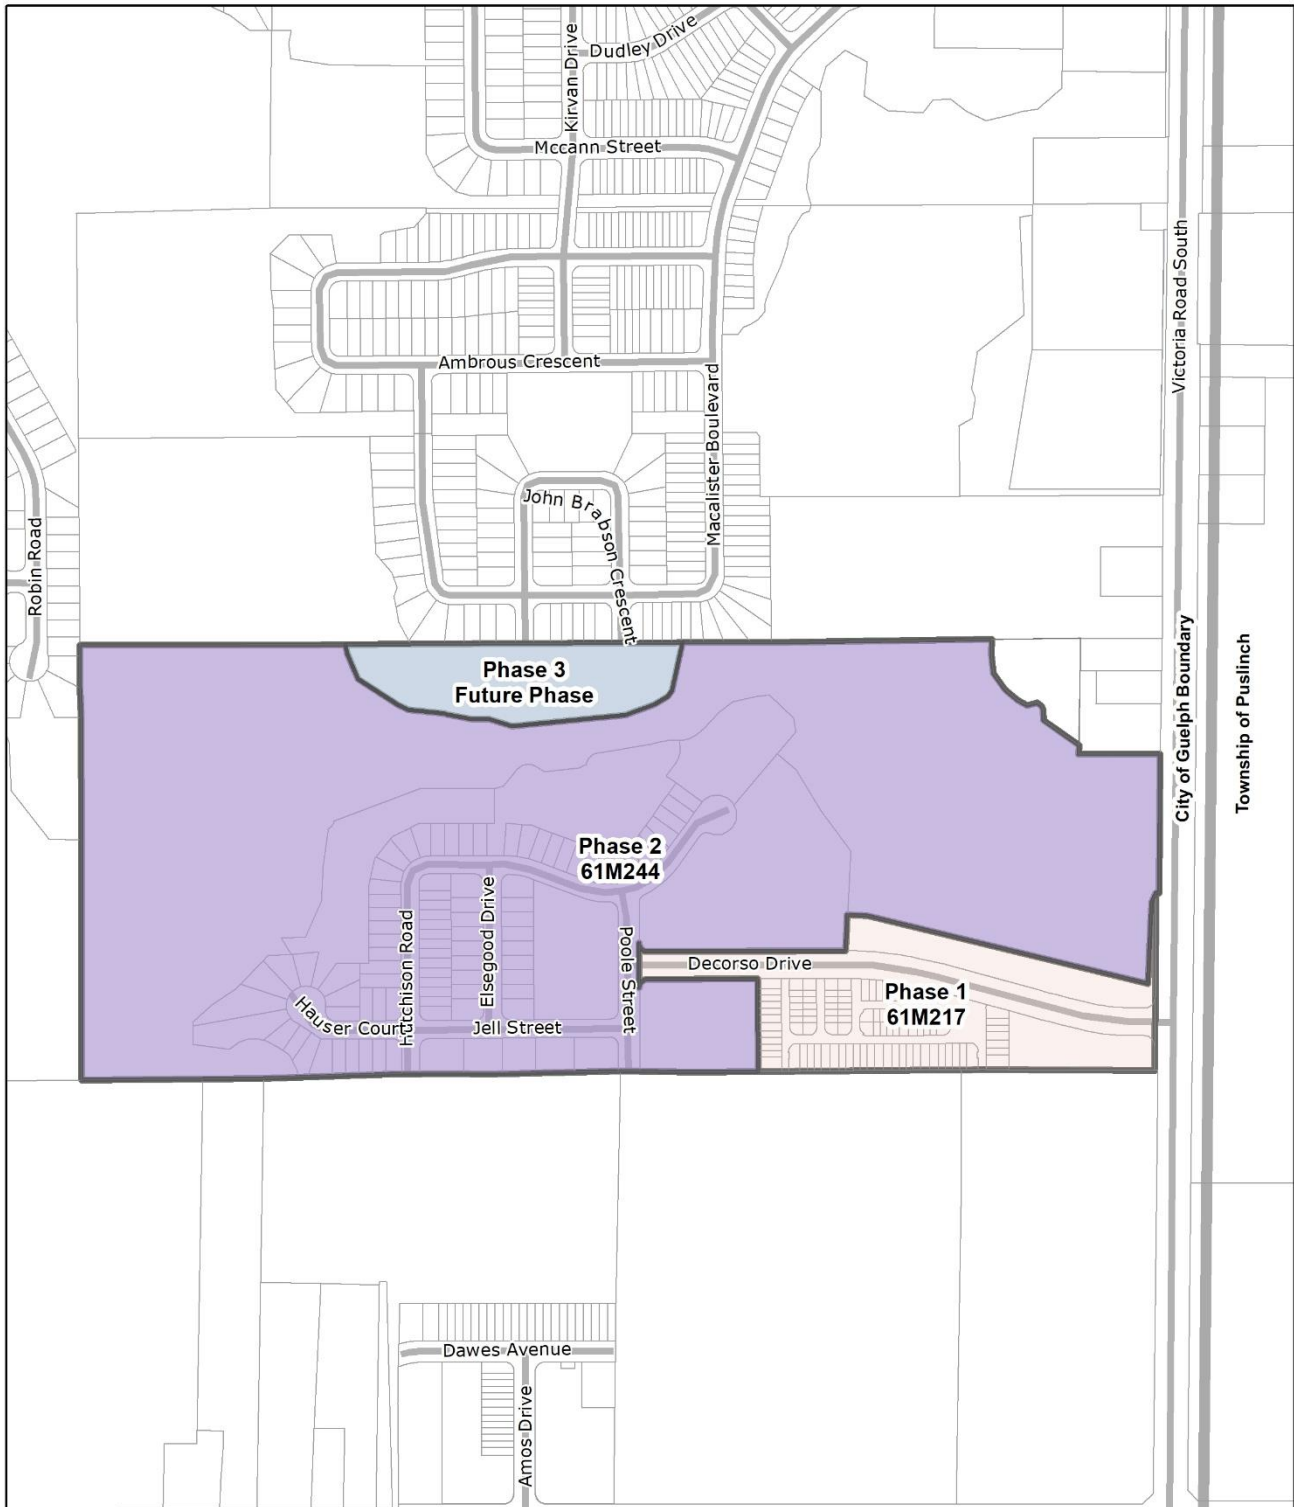 Dudley Drive
Kirvan Drive
Mccann Street
Victoria Road South
Ambrous Crescent
Macalister Boulevard
John Brabson Crescent
Robin Road
Phase 3
Future Phase
City of Guelph Boundary
Township of Puslinch
Phase 2
61M244
Hutchison Road
Elsegood Drive
Poole Street
Decorso Drive
Phase 1
61M217
Hauser Court
Jell Street
Dawes Avenue
Amos Drive